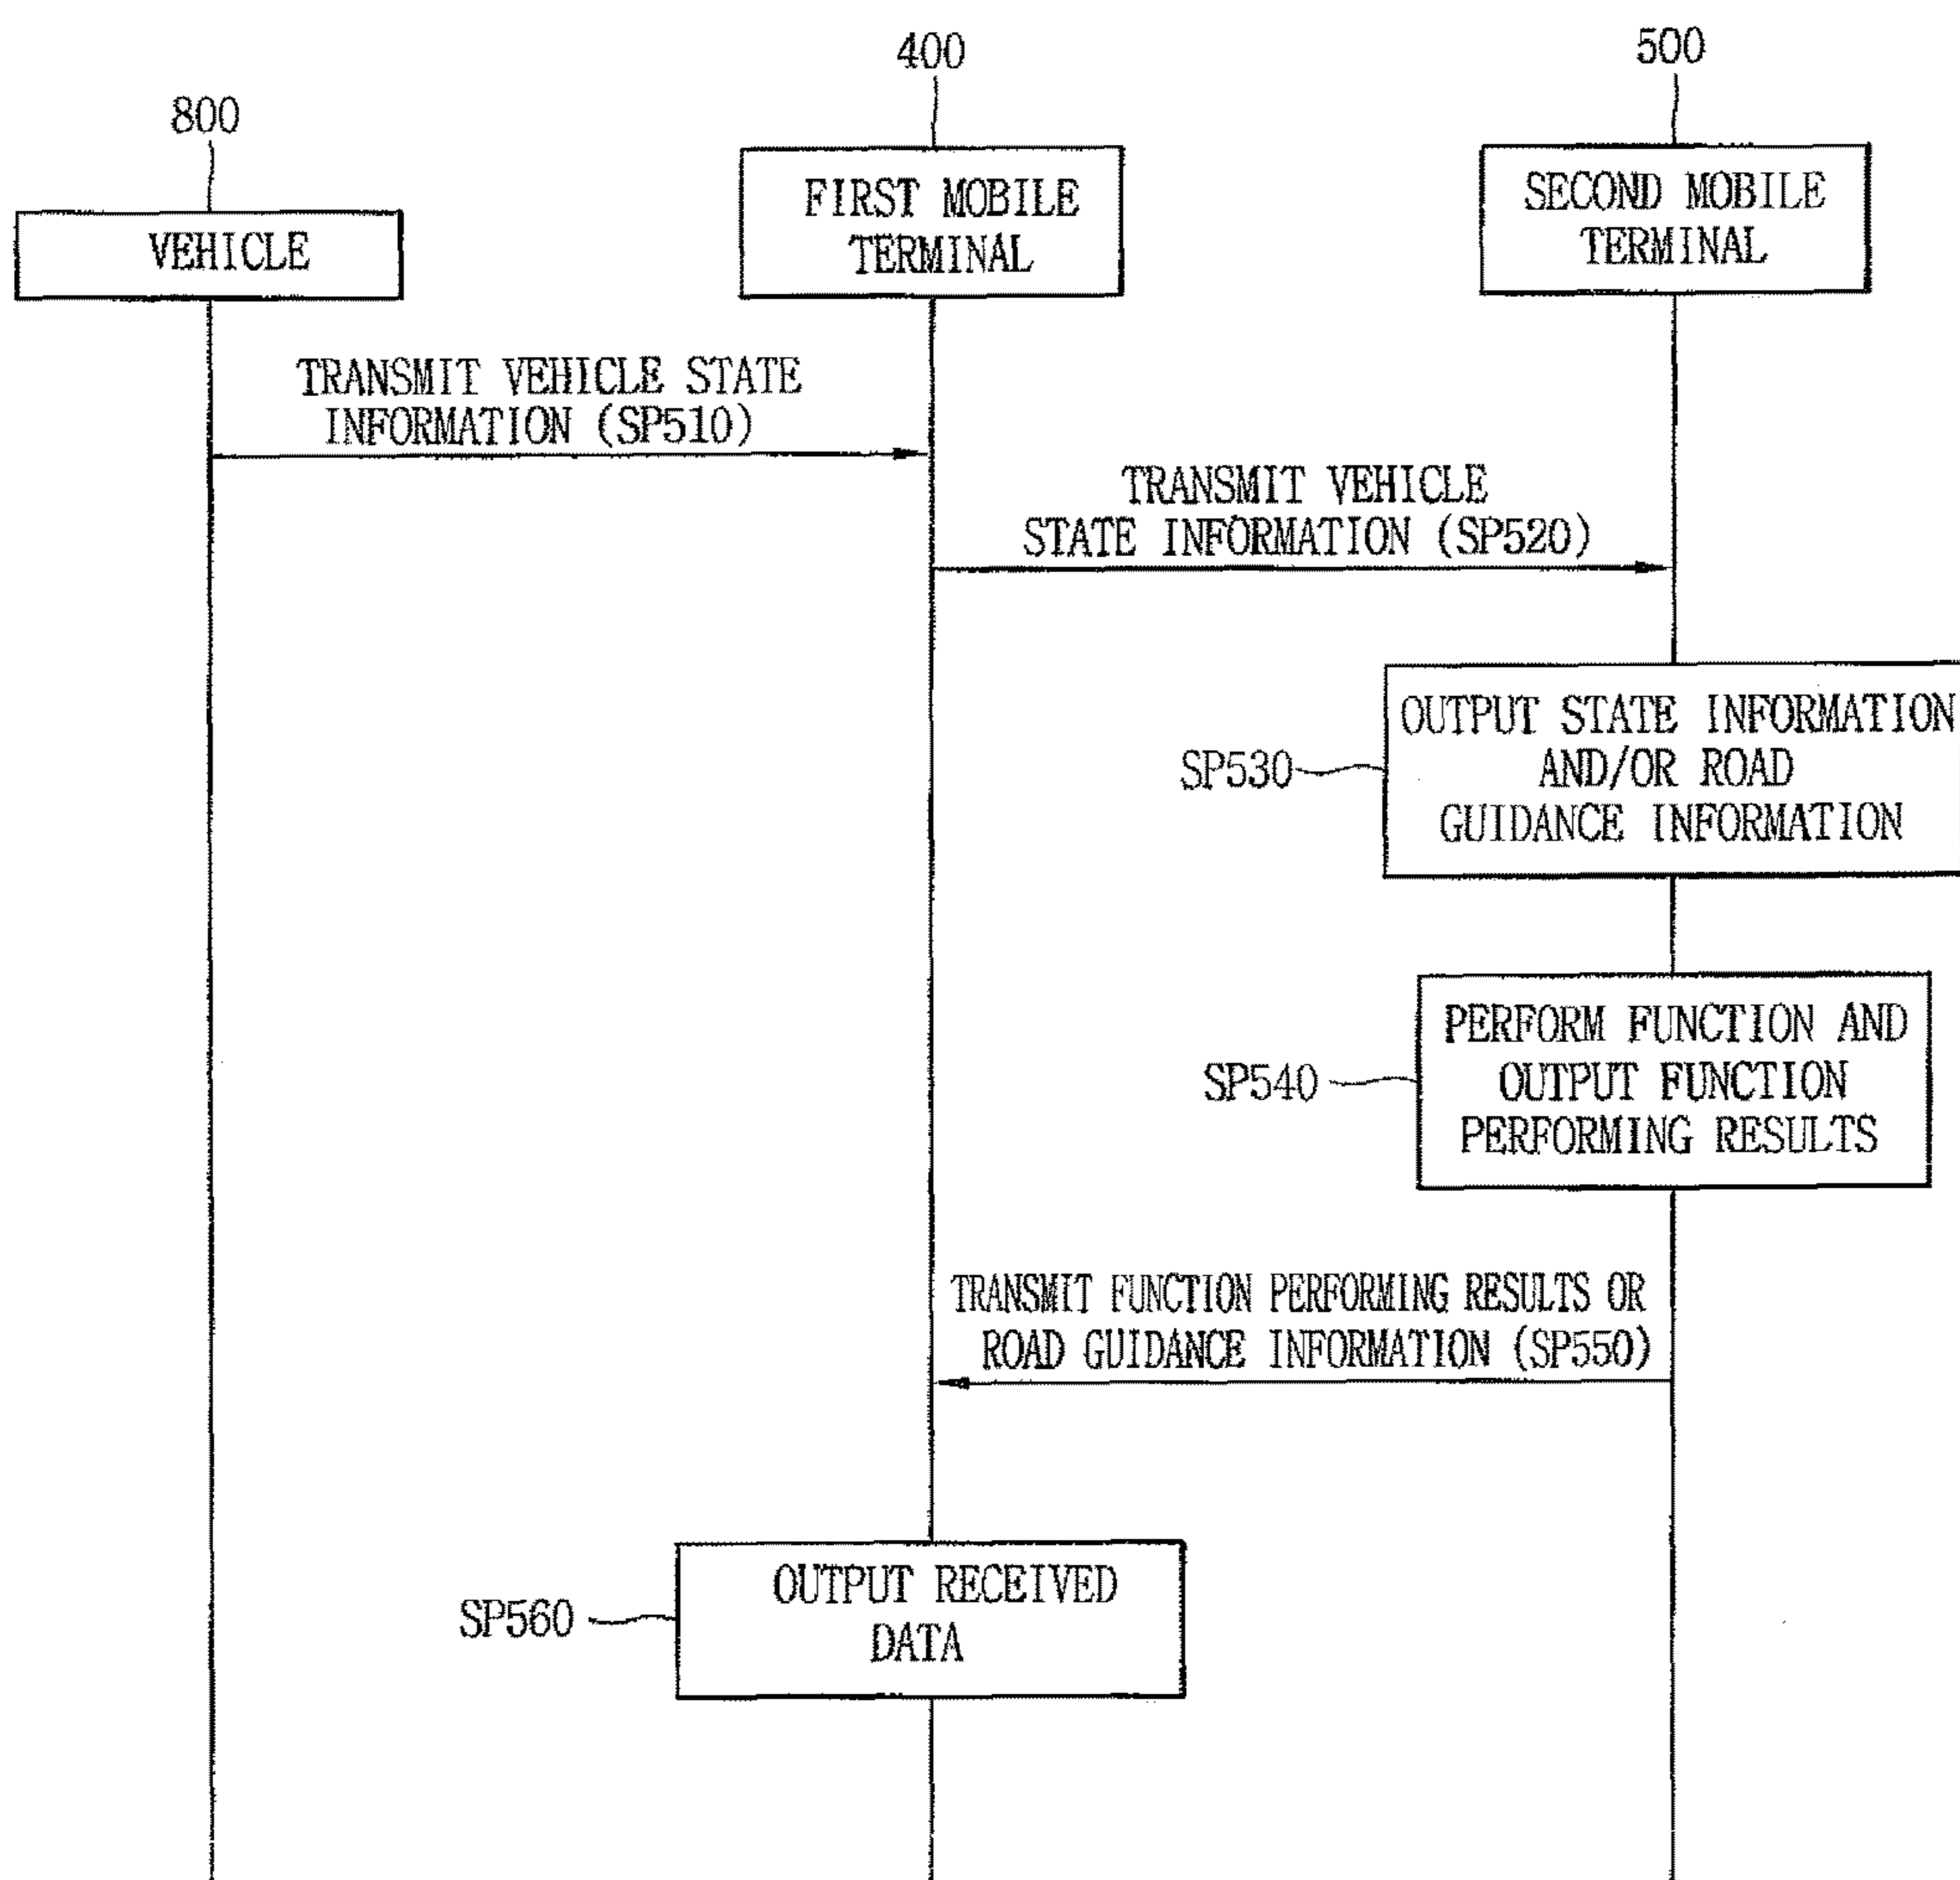 800
400
500
VEHICLE
FIRST MOBILE
TERMINAL
SECOND MOBILE
TERMINAL
TRANSMIT VEHICLE STATE
INFORMATION (SP510)
TRANSMIT VEHICLE
STATE INFORMATION (SP520)
SP530
OUTPUT STATE INFORMATION
AND/OR ROAD
GUIDANCE INFORMATION
SP540
PERFORM FUNCTION AND
OUTPUT FUNCTION
PERFORMING RESULTS
TRANSMIT FUNCTION PERFORMING RESULTS OR
ROAD GUIDANCE INFORMATION (SP550)
SP560
OUTPUT RECEIVED
DATA